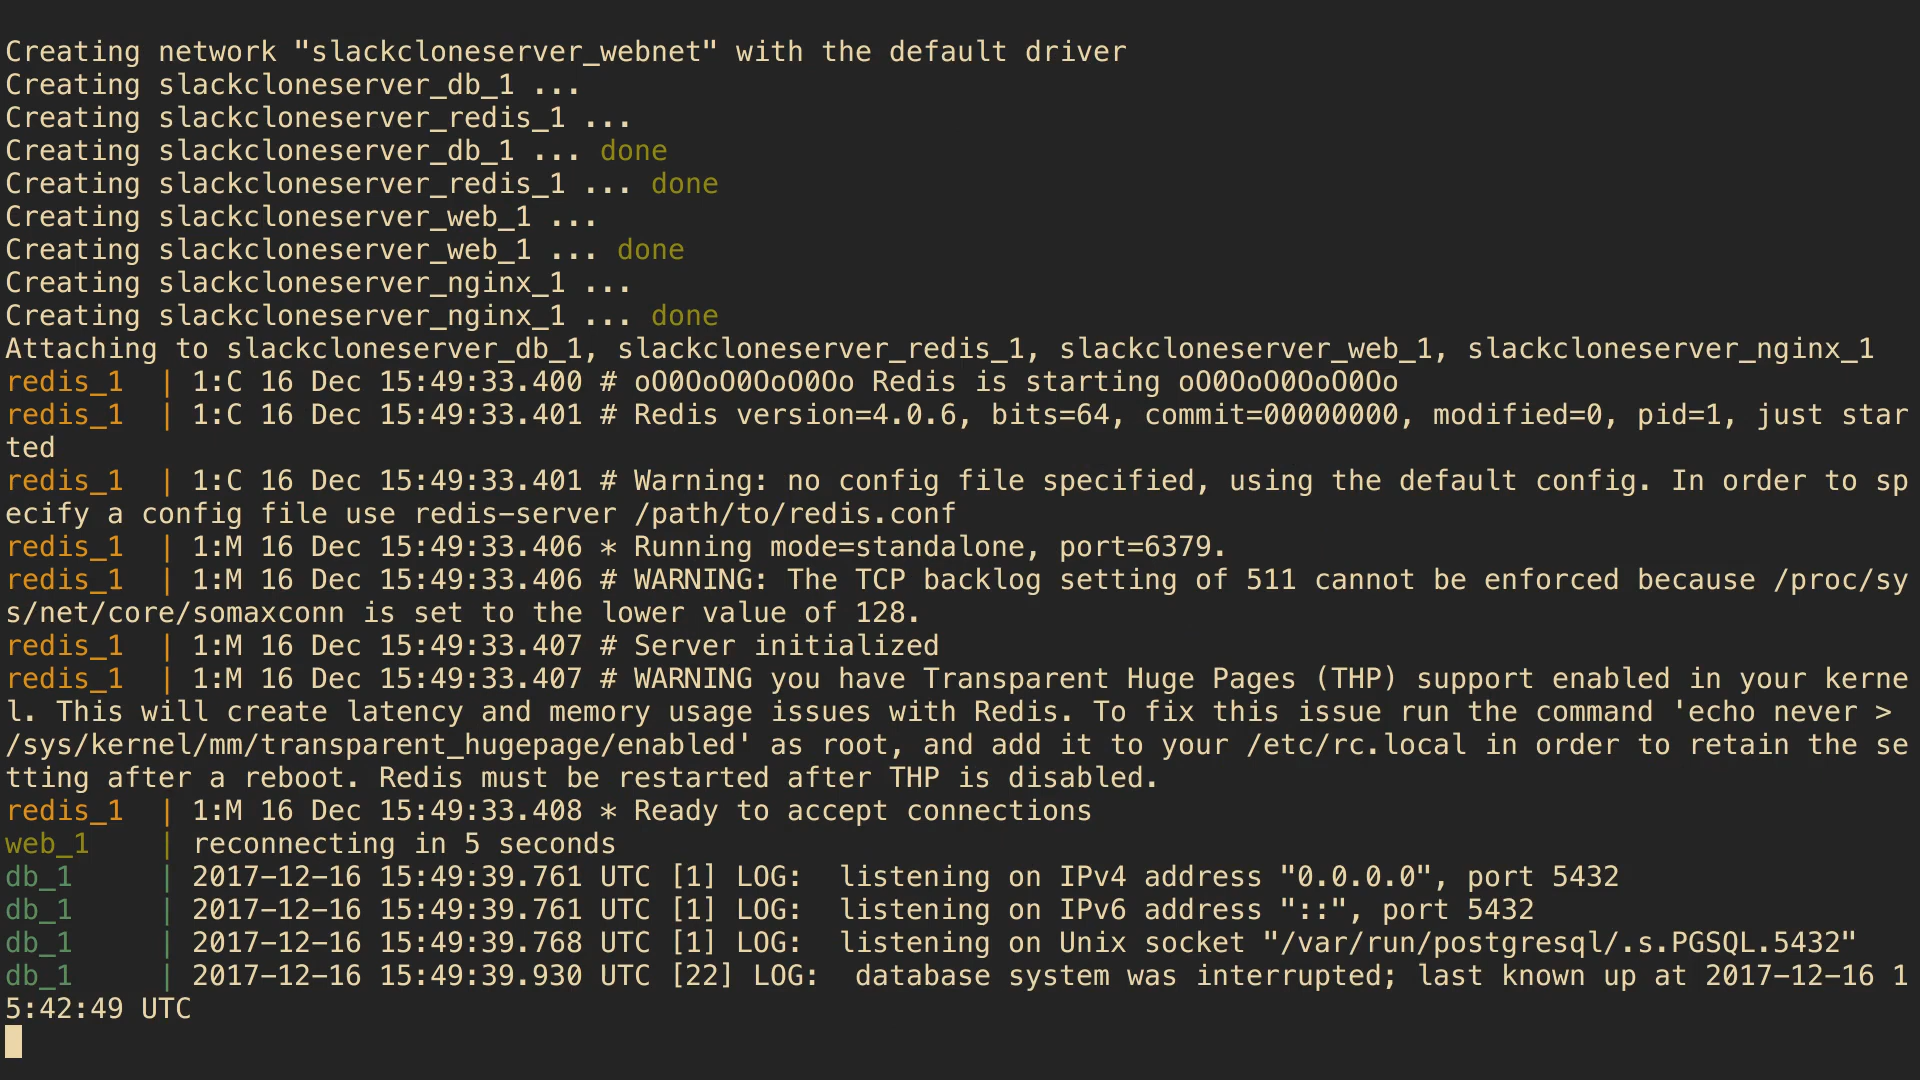 Creating network "slackcloneserver_webnet" with the default driver
Creating slackcloneserver_db_1 ...
Creating slackcloneserver_redis_1 ...
Creating slackcloneserver_db_1 ... done
Creating slackcloneserver_redis_1 ... done
Creating slackcloneserver_web_1 ...
Creating slackcloneserver_web_1 ... done
Creating slackcloneserver_nginx_1 ...
Creating slackcloneserver_nginx_1 ... done
Attaching to slackcloneserver_db_1, slackcloneserver_redis_1, slackcloneserver_web_1, slackcloneserver_nginx_1
redis_1  | 1:C 16 Dec 15:49:33.400 # oO0OoO0OoO0Oo Redis is starting oO0OoO0OoO0Oo
redis_1  | 1:C 16 Dec 15:49:33.401 # Redis version=4.0.6, bits=64, commit=00000000, modified=0, pid=1, just star
ted
redis_1  | 1:C 16 Dec 15:49:33.401 # Warning: no config file specified, using the default config. In order to sp
ecify a config file use redis-server /path/to/redis.conf
redis_1  | 1:M 16 Dec 15:49:33.406 * Running mode=standalone, port=6379.
redis_1  | 1:M 16 Dec 15:49:33.406 # WARNING: The TCP backlog setting of 511 cannot be enforced because /proc/sy
s/net/core/somaxconn is set to the lower value of 128.
redis_1  | 1:M 16 Dec 15:49:33.407 # Server initialized
redis_1  | 1:M 16 Dec 15:49:33.407 # WARNING you have Transparent Huge Pages (THP) support enabled in your kerne
l. This will create latency and memory usage issues with Redis. To fix this issue run the command 'echo never >
/sys/kernel/mm/transparent_hugepage/enabled' as root, and add it to your /etc/rc.local in order to retain the se
tting after a reboot. Redis must be restarted after THP is disabled.
redis_1  | 1:M 16 Dec 15:49:33.408 * Ready to accept connections
web_1    | reconnecting in 5 seconds
db_1     | 2017-12-16 15:49:39.761 UTC [1] LOG:  listening on IPv4 address "0.0.0.0", port 5432
db_1     | 2017-12-16 15:49:39.761 UTC [1] LOG:  listening on IPv6 address "::", port 5432
db_1     | 2017-12-16 15:49:39.768 UTC [1] LOG:  listening on Unix socket "/var/run/postgresql/.s.PGSQL.5432"
db_1     | 2017-12-16 15:49:39.930 UTC [22] LOG:  database system was interrupted; last known up at 2017-12-16 1
5:42:49 UTC